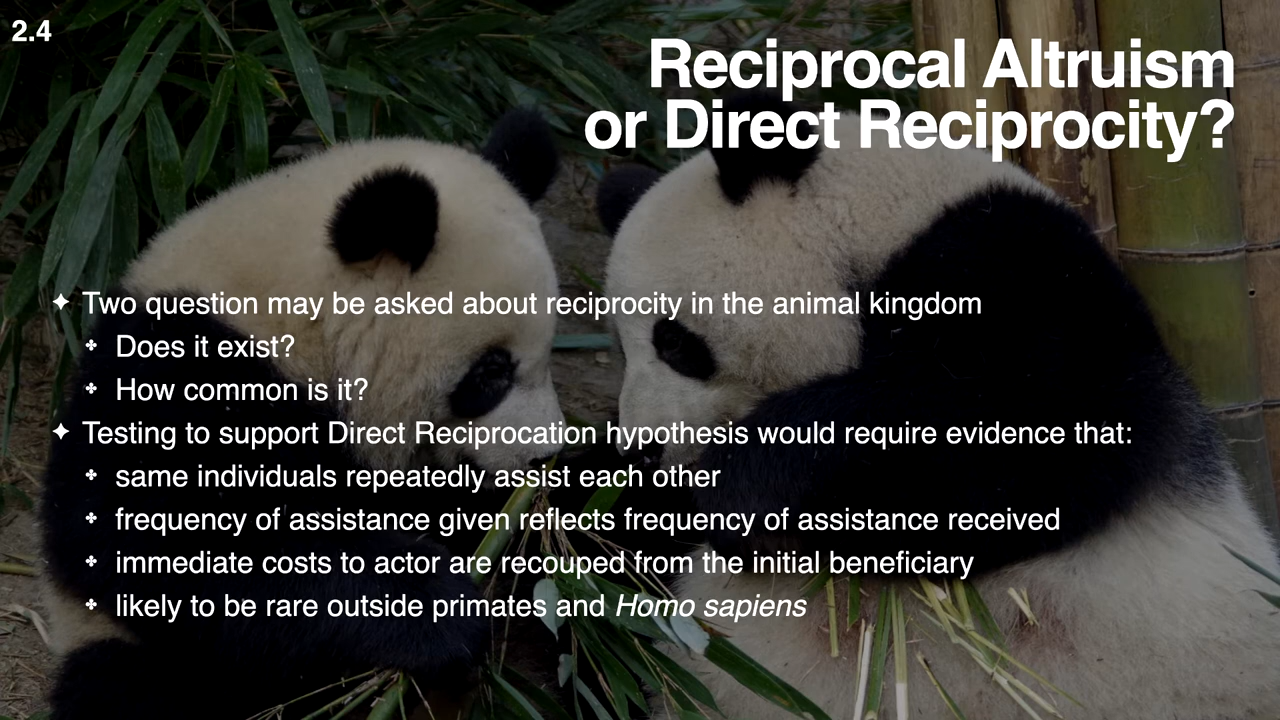 2.4
Reciprocal Altruism
or Direct Reciprocity?
✦ Two question may be asked about reciprocity in the animal kingdom
✤ Does it exist?
✤ How common is it?
✦ Testing to support Direct Reciprocation hypothesis would require evidence that:
✤ same individuals repeatedly assist each other
✤ frequency of assistance given reflects frequency of assistance received
✤ immediate costs to actor are recouped from the initial beneficiary
✤ likely to be rare outside primates and Homo sapiens